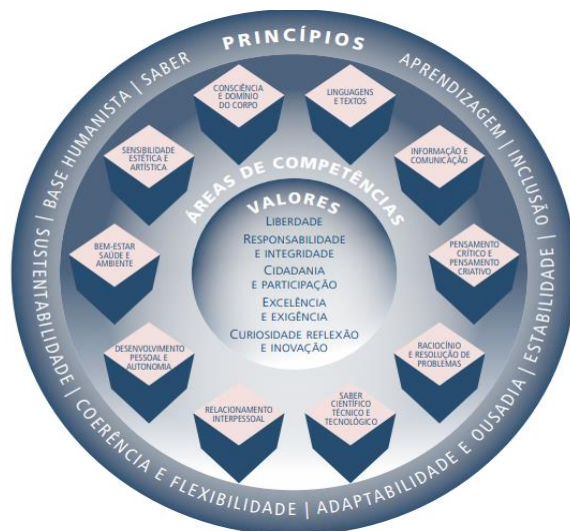 PRINCÍPIOS
BASE HUMANISTA | SABER
APRENDIZAGEM | INCLUSÃO |
ESTABILIDADE |
ADAPTABILIDADE E OUSADIA |
COERÊNCIA E FLEXIBILIDADE |
SUSTENTABILIDADE |
CONSCIÊNCIA
E DOMÍNIO
DO CORPO
LINGUAGENS
E TEXTOS
INFORMAÇÃO E
COMUNICAÇÃO
PENSAMENTO
CRÍTICO E
PENSAMENTO
CRIATIVO
RACIOCÍNIO
E RESOLUÇÃO DE
PROBLEMAS
SABER
CIENTÍFICO
TÉCNICO E
TECNOLÓGICO
RELACIONAMENTO
INTERPESSOAL
DESENVOLVIMENTO
PESSOAL E
AUTONOMIA
BEM-ESTAR
SAÚDE E
AMBIENTE
SENSIBILIDADE
ESTÉTICA E
ARTÍSTICA
ÁREAS DE COMPETÊNCIAS
VALORES
LIBERDADE
RESPONSABILIDADE
E INTEGRIDADE
CIDADANIA
E PARTICIPAÇÃO
EXCELÊNCIA
E EXIGÊNCIA
CURIOSIDADE REFLEXÃO
E INOVAÇÃO